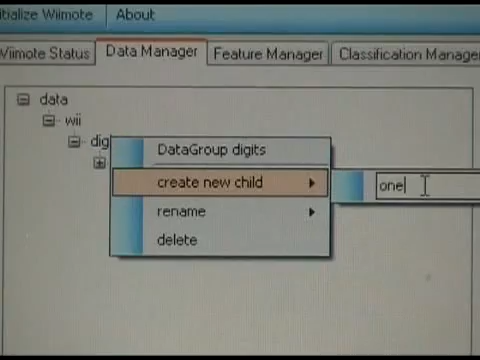 itialize Wiimote About
Wiimote Status Data Manager Feature Manager Classification Manage
data
wii
dig
DataGroup digits
create new child
one
rename
delete